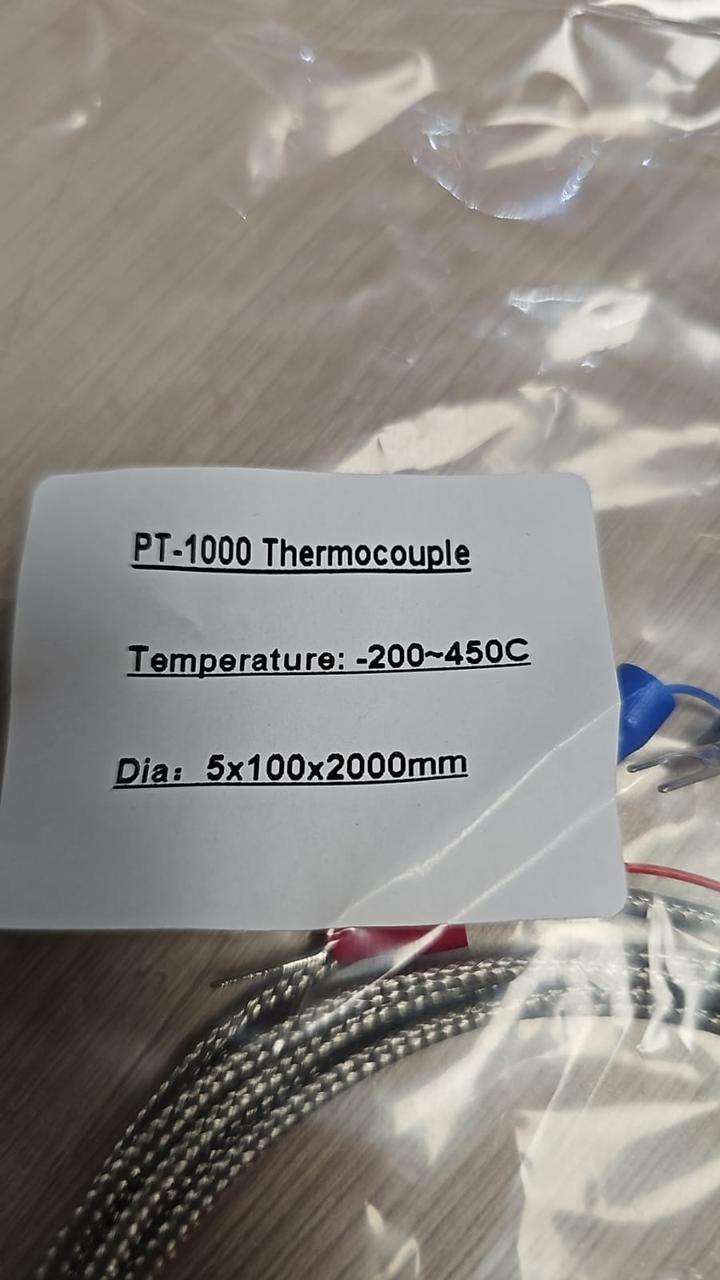 PT-1000 Thermocouple
Temperature: -200~450C
Dia: 5x100x2000mm